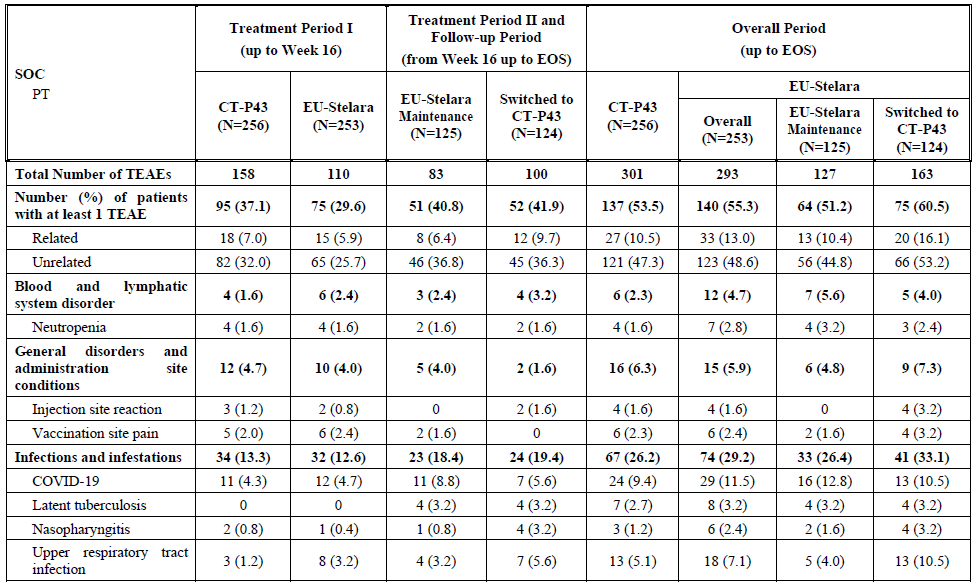 SOC
PT
Treatment Period I
(up to Week 16)
Treatment Period II and
Follow-up Period
(from Week 16 up to EOS)
Overall Period
(up to EOS)
CT-P43
(N=256)
EU-Stelara
(N=253)
EU-Stelara
Maintenance
(N=125)
Switched to
CT-P43
(N=124)
CT-P43
(N=256)
EU-Stelara
Overall
(N=253)
EU-Stelara
Maintenance
(N=125)
Switched to
CT-P43
(N=124)
Total Number of TEAEs 158 110 83 100 301 293 127 163
Number (%) of patients
with at least 1 TEAE 95 (37.1) 75 (29.6) 51 (40.8) 52 (41.9) 137 (53.5) 140 (55.3) 64 (51.2) 75 (60.5)
Related 18 (7.0) 15 (5.9) 8 (6.4) 12 (9.7) 27 (10.5) 33 (13.0) 13 (10.4) 20 (16.1)
Unrelated 82 (32.0) 65 (25.7) 46 (36.8) 45 (36.3) 121 (47.3) 123 (48.6) 56 (44.8) 66 (53.2)
Blood and lymphatic
system disorder 4 (1.6) 6 (2.4) 3 (2.4) 4 (3.2) 6 (2.3) 12 (4.7) 7 (5.6) 5 (4.0)
Neutropenia 4 (1.6) 4 (1.6) 2 (1.6) 2 (1.6) 4 (1.6) 7 (2.8) 4 (3.2) 3 (2.4)
General disorders and
administration site
conditions 12 (4.7) 10 (4.0) 5 (4.0) 2 (1.6) 16 (6.3) 15 (5.9) 6 (4.8) 9 (7.3)
Injection site reaction 3 (1.2) 2 (0.8) 0 2 (1.6) 4 (1.6) 4 (1.6) 0 4 (3.2)
Vaccination site pain 5 (2.0) 6 (2.4) 2 (1.6) 0 6 (2.3) 6 (2.4) 2 (1.6) 4 (3.2)
Infections and infestations 34 (13.3) 32 (12.6) 23 (18.4) 24 (19.4) 67 (26.2) 74 (29.2) 33 (26.4) 41 (33.1)
COVID-19 11 (4.3) 12 (4.7) 11 (8.8) 7 (5.6) 24 (9.4) 29 (11.5) 16 (12.8) 13 (10.5)
Latent tuberculosis 0 0 4 (3.2) 4 (3.2) 7 (2.7) 8 (3.2) 4 (3.2) 4 (3.2)
Nasopharyngitis 2 (0.8) 1 (0.4) 1 (0.8) 4 (3.2) 3 (1.2) 6 (2.4) 2 (1.6) 4 (3.2)
Upper respiratory tract
infection 3 (1.2) 8 (3.2) 4 (3.2) 7 (5.6) 13 (5.1) 18 (7.1) 5 (4.0) 13 (10.5)